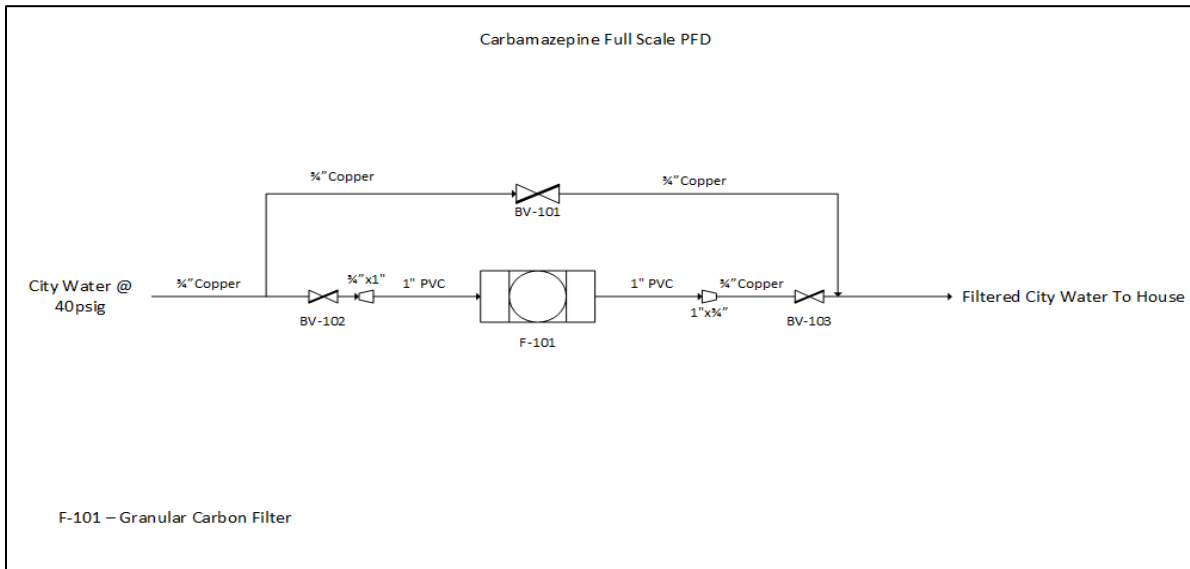 Carbamazepine Full Scale PFD
¾" Copper
¾" Copper
BV-101
City Water @
40psig
¾" Copper
¾"x1"
1" PVC
1" PVC
¾" Copper
Filtered City Water To House
BV-102
1"x¾"
BV-103
F-101
F-101 – Granular Carbon Filter